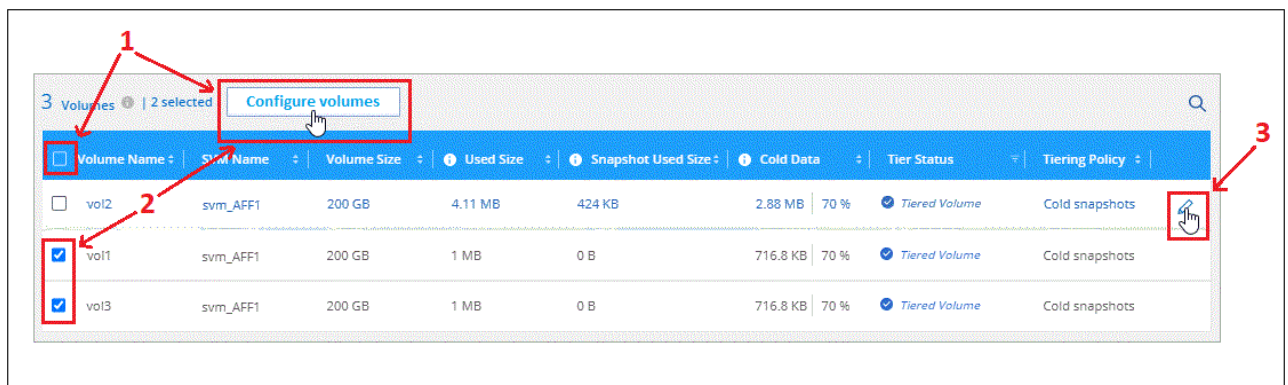 1
3 Volumes | 2 selected Configure volumes
3
Volume Name SVM Name Volume Size Used Size Snapshot Used Size Cold Data Tier Status Tiering Policy
2
vol2 svm_AFF1 200 GB 4.11 MB 424 KB 2.88 MB 70 % Tiered Volume Cold snapshots
vol1 svm_AFF1 200 GB 1 MB 0 B 716.8 KB 70 % Tiered Volume Cold snapshots
vol3 svm_AFF1 200 GB 1 MB 0 B 716.8 KB 70 % Tiered Volume Cold snapshots